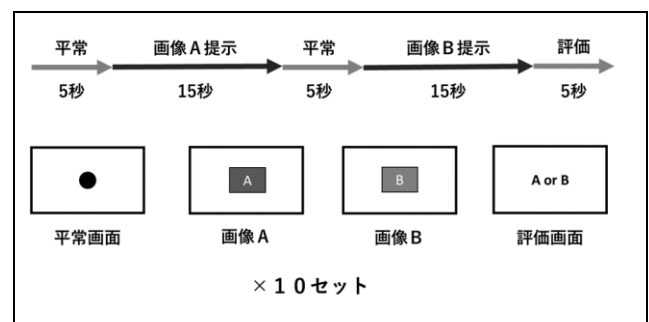 平常 画像A提示 平常 画像B提示 評価
5秒 15秒 5秒 15秒 5秒
A B A or B
平常画面 画像A 画像B 評価画面
×10セット